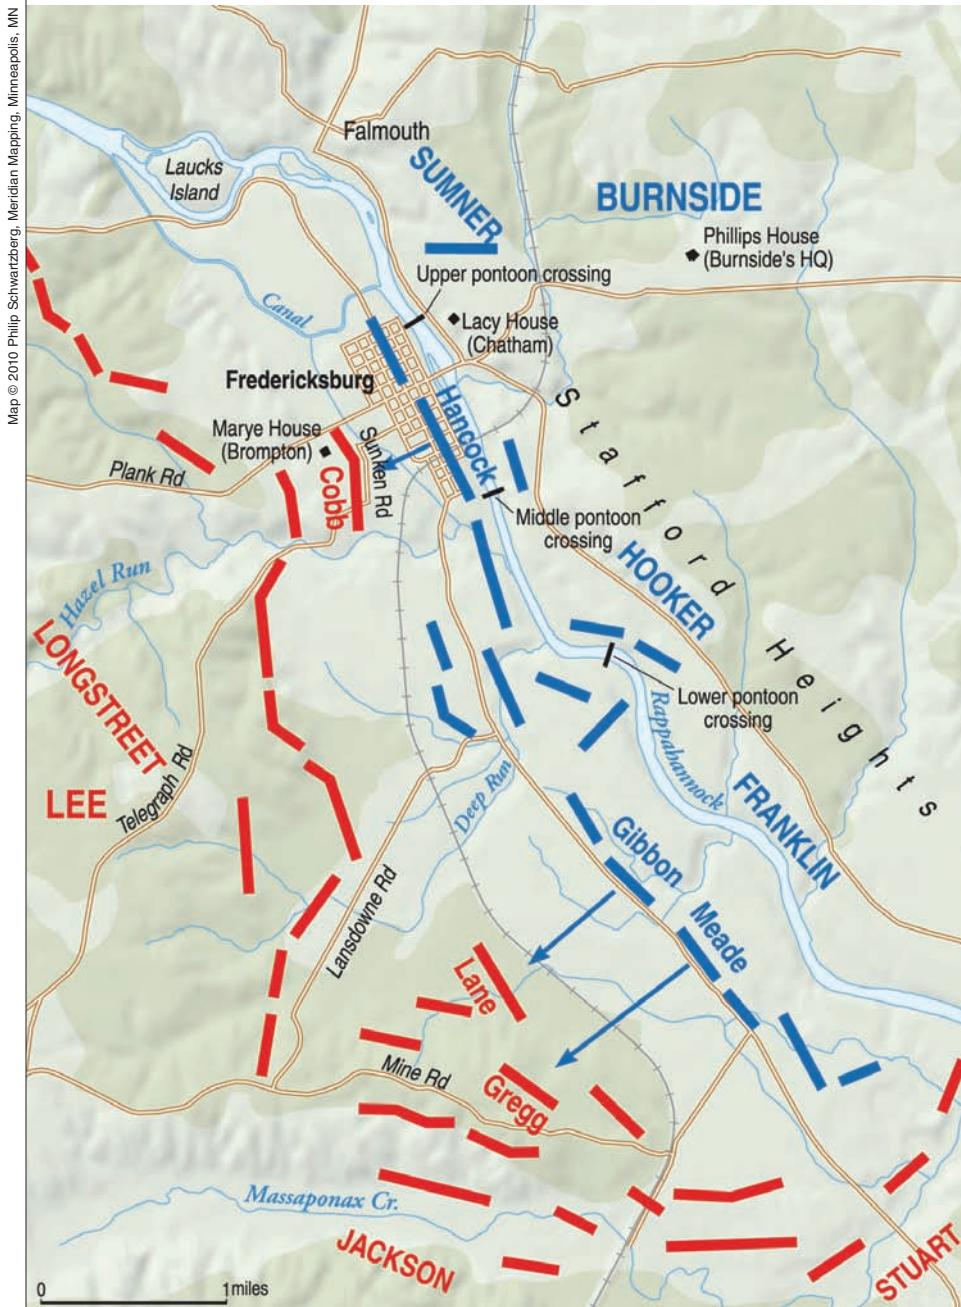 Map © 2010 Philip Schwartzberg, Meridian Mapping, Minneapolis, MN
Falmouth
Laucks
Island
SUMNER
BURNSIDE
Phillips House
(Burnside's HQ)
Upper pontoon crossing
Canal
Lacy House
(Chatham)
Fredericksburg
Hancock
Stafford Heights
Marye House
(Brompton)
Sunken Rd
Plank Rd
Cobb
Middle pontoon
crossing
HOOKER
Hazel Run
LONGSTREET
Lower pontoon
crossing
Rappahannock
LEE
Telegraph Rd
Deep Run
FRANKLIN
Gibbon
Lansdowne Rd
Meade
Lane
Mine Rd
Gregg
Massaponax Cr.
JACKSON
STUART
0 1 miles